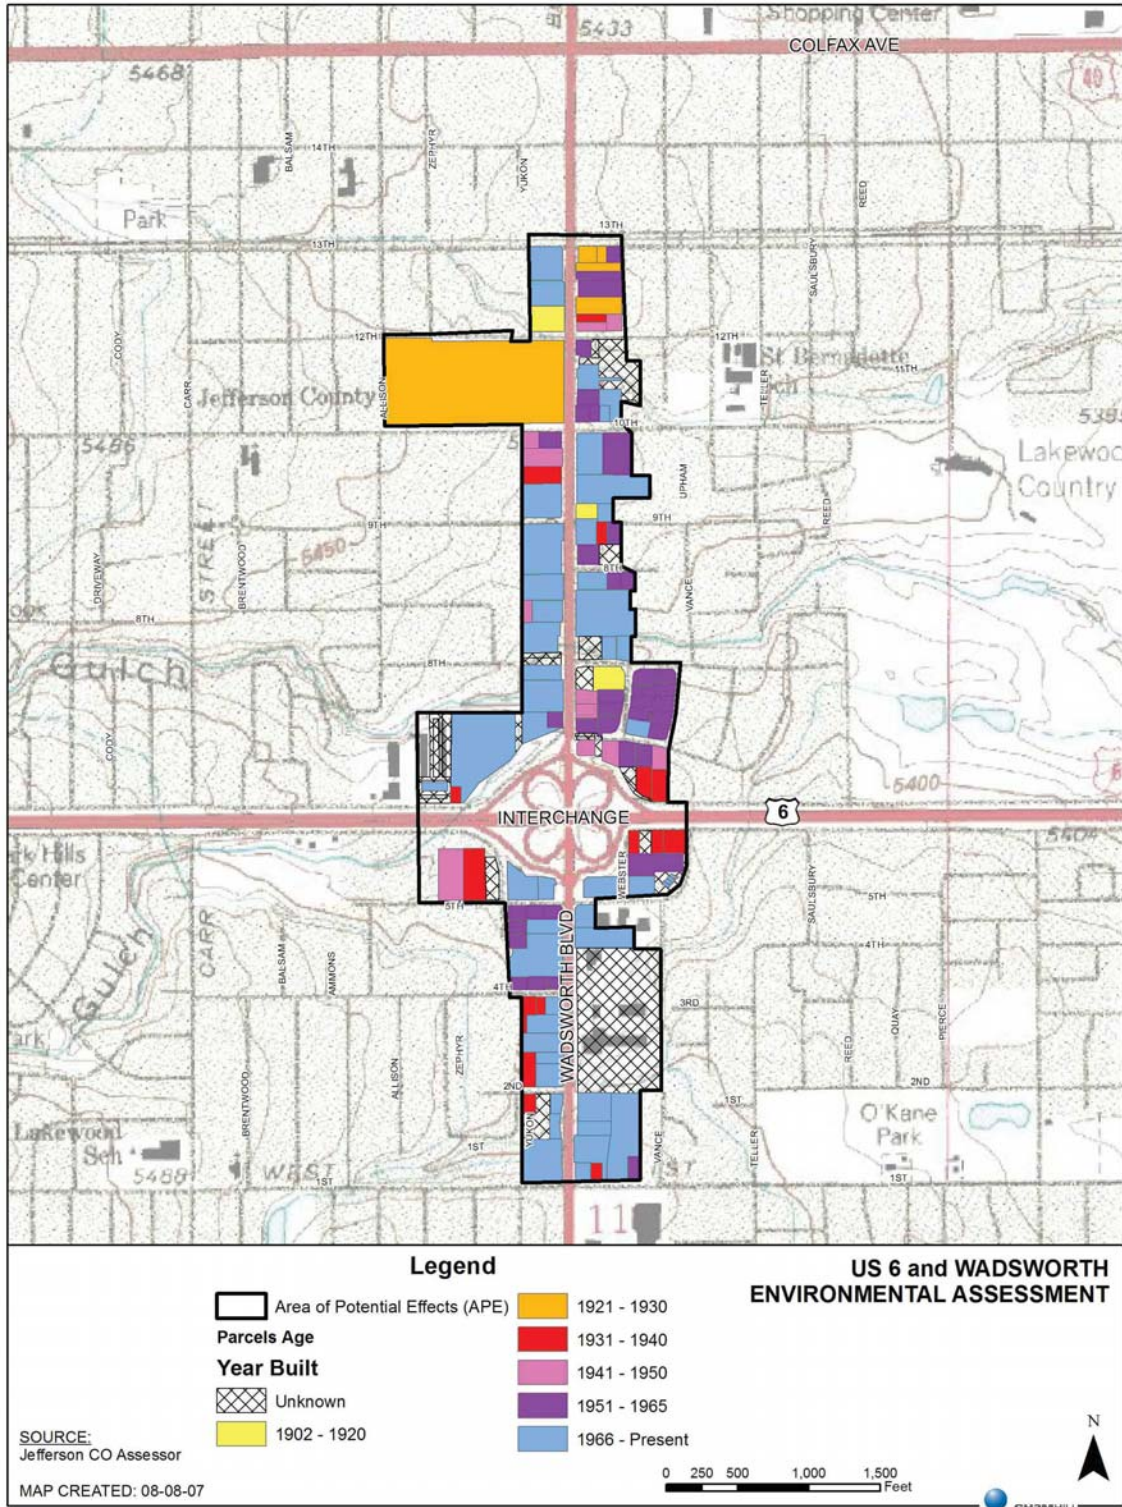 Shopping Center
5433
COLFAX AVE
5468
40
BALSAM
14TH
ZEPHYR
YUKON
REED
Park
13TH
13TH
SAULSBURY
CODY
CARR
12TH
12TH
St Bernadette
Sch
11TH
TELLER
ALLISON
Jefferson County
10TH
5486
Lakewood
Country
UPHAM
REED
9TH
9TH
5450
STREET
DRIVEWAY
BRENTWOOD
8TH
VANCE
8TH
8TH
Gulch
CODY
5400
INTERCHANGE
6
5404
Hills
Center
WEBSTER
SAULSBURY
5TH
5TH
CARR
Gulch
BALSAM
AMMONS
4TH
4TH
WADSWORTH BLVD
3RD
QUAY
REED
PIERCE
ALLISON
ZEPHYR
2ND
2ND
BRENTWOOD
1ST
O'Kane
Park
Lakewood
Sch
5488
YUKON
1ST
VANCE
TELLER
WEST
1ST
1ST
1ST
11
Legend
US 6 and WADSWORTH
ENVIRONMENTAL ASSESSMENT
Area of Potential Effects (APE)
Parcels Age
Year Built
Unknown
1902 - 1920
1921 - 1930
1931 - 1940
1941 - 1950
1951 - 1965
1966 - Present
SOURCE:
Jefferson CO Assessor
MAP CREATED: 08-08-07
N
0 250 500 1,000 1,500
Feet